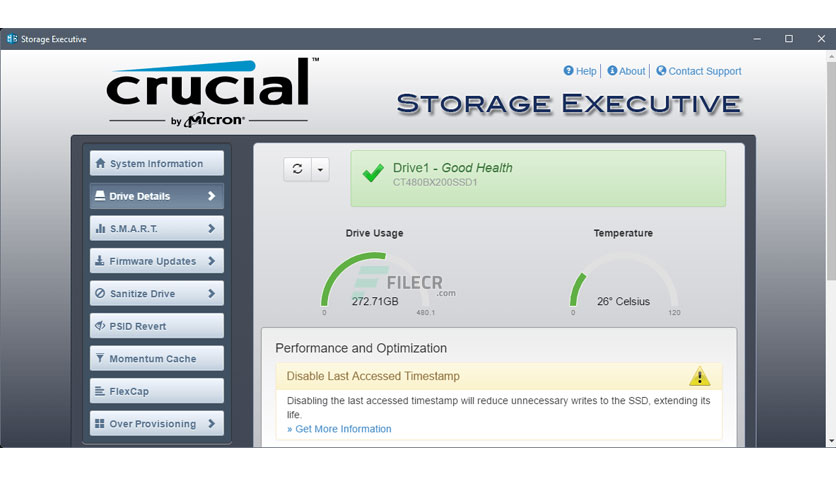 Storage Executive
crucial™
by Micron®
Help
About
Contact Support
STORAGE EXECUTIVE
System Information
Drive Details
S.M.A.R.T.
Firmware Updates
Sanitize Drive
PSID Revert
Momentum Cache
FlexCap
Over Provisioning
Drive1 - Good Health
CT480BX200SSD1
Drive Usage
272.71GB
0
480.1
FILECR
.com
Temperature
26° Celsius
0
120
Performance and Optimization
Disable Last Accessed Timestamp
Disabling the last accessed timestamp will reduce unnecessary writes to the SSD, extending its
life.
» Get More Information